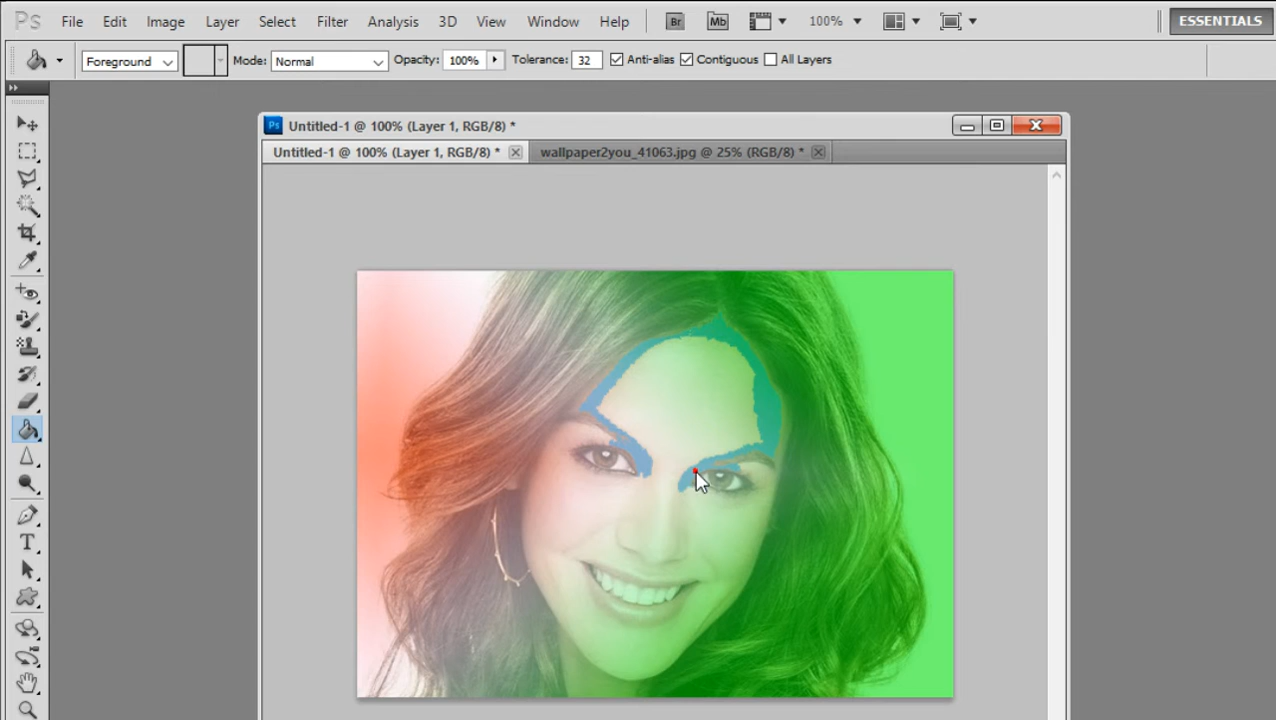 Ps File Edit Image Layer Select Filter Analysis 3D View Window Help Br Mb 100% ESSENTIALS
Foreground Mode: Normal Opacity: 100% Tolerance: 32 Anti-alias Contiguous All Layers
Ps Untitled-1 @ 100% (Layer 1, RGB/8) *
Untitled-1 @ 100% (Layer 1, RGB/8) * wallpaper2you_41063.jpg @ 25% (RGB/8) *
T